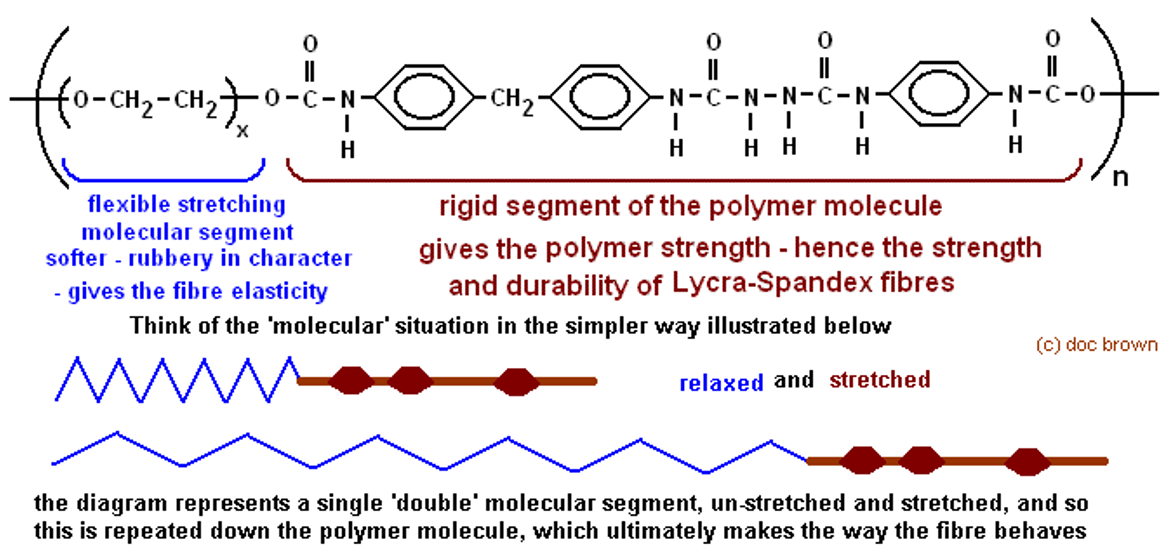 O O O O
O-CH2-CH2 x O-C-N CH2 N-C-N-N-C-N N-C-O n
H H H H H H
flexible stretching
molecular segment
softer - rubbery in character
- gives the fibre elasticity
rigid segment of the polymer molecule
gives the polymer strength - hence the strength
and durability of Lycra-Spandex fibres
Think of the 'molecular' situation in the simpler way illustrated below
(c) doc brown
relaxed and stretched
the diagram represents a single 'double' molecular segment, un-stretched and stretched, and so
this is repeated down the polymer molecule, which ultimately makes the way the fibre behaves